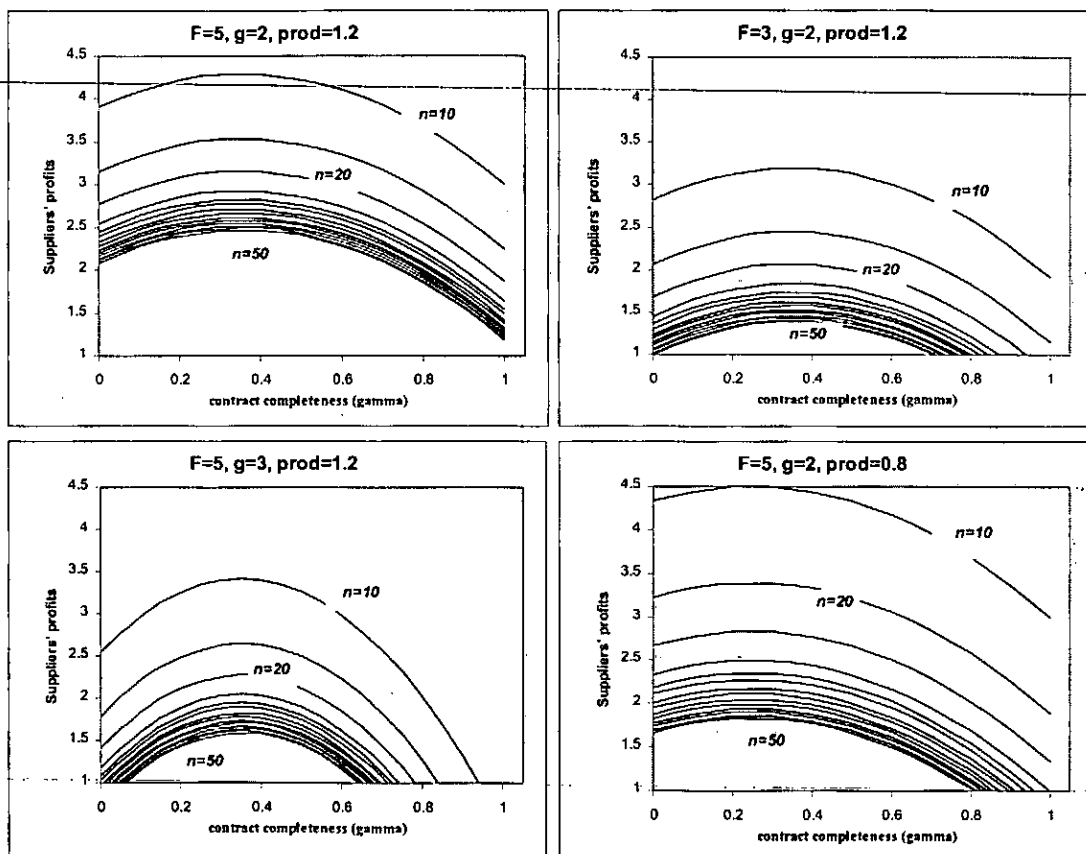 F=5, g=2, prod=1.2
4.5
4
3.5
3
2.5
2
1.5
1
Suppliers' profits
n=10
n=20
n=50
0
0.2
0.4
0.6
0.8
1
contract completeness (gamma)
F=3, g=2, prod=1.2
4.5
4
3.5
3
2.5
2
1.5
1
Suppliers' profits
n=10
n=20
n=50
0
0.2
0.4
0.6
0.8
1
contract completeness (gamma)
F=5, g=3, prod=1.2
4.5
4
3.5
3
2.5
2
1.5
1
Suppliers' profits
n=10
n=20
n=50
0
0.2
0.4
0.6
0.8
1
contract completeness (gamma)
F=5, g=2, prod=0.8
4.5
4
3.5
3
2.5
2
1.5
1
Suppliers' profits
n=10
n=20
n=50
0
0.2
0.4
0.6
0.8
1
contract completeness (gamma)